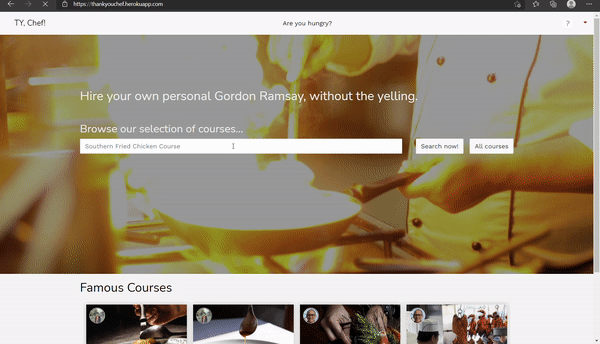 https://thankyouchef.herokuapp.com
TY, Chef!
Are you hungry?
?
Hire your own personal Gordon Ramsay, without the yelling.
Browse our selection of courses...
Southern Fried Chicken Course
Search now!
All courses
Famous Courses